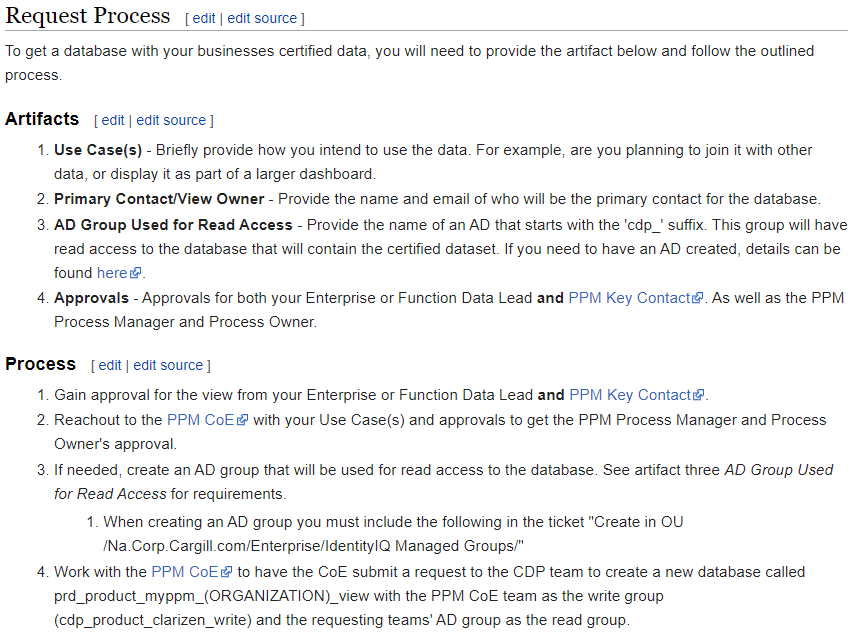 Request Process [ edit | edit source ]
To get a database with your businesses certified data, you will need to provide the artifact below and follow the outlined
process.
Artifacts [ edit | edit source ]
1. Use Case(s) - Briefly provide how you intend to use the data. For example, are you planning to join it with other
data, or display it as part of a larger dashboard.
2. Primary Contact/View Owner - Provide the name and email of who will be the primary contact for the database.
3. AD Group Used for Read Access - Provide the name of an AD that starts with the 'cdp_' suffix. This group will have
read access to the database that will contain the certified dataset. If you need to have an AD created, details can be
found here.
4. Approvals - Approvals for both your Enterprise or Function Data Lead and PPM Key Contact. As well as the PPM
Process Manager and Process Owner.
Process [ edit | edit source ]
1. Gain approval for the view from your Enterprise or Function Data Lead and PPM Key Contact.
2. Reachout to the PPM CoE with your Use Case(s) and approvals to get the PPM Process Manager and Process
Owner's approval.
3. If needed, create an AD group that will be used for read access to the database. See artifact three AD Group Used
for Read Access for requirements.
1. When creating an AD group you must include the following in the ticket "Create in OU
/Na.Corp.Cargill.com/Enterprise/IdentityIQ Managed Groups/"
4. Work with the PPM CoE to have the CoE submit a request to the CDP team to create a new database called
prd_product_myppm_(ORGANIZATION)_view with the PPM CoE team as the write group
(cdp_product_clarizen_write) and the requesting teams' AD group as the read group.